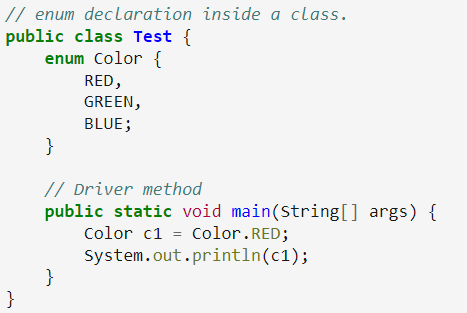 // enum declaration inside a class.
public class Test {
    enum Color {
        RED,
        GREEN,
        BLUE;
    }

    // Driver method
    public static void main(String[] args) {
        Color c1 = Color.RED;
        System.out.println(c1);
    }
}